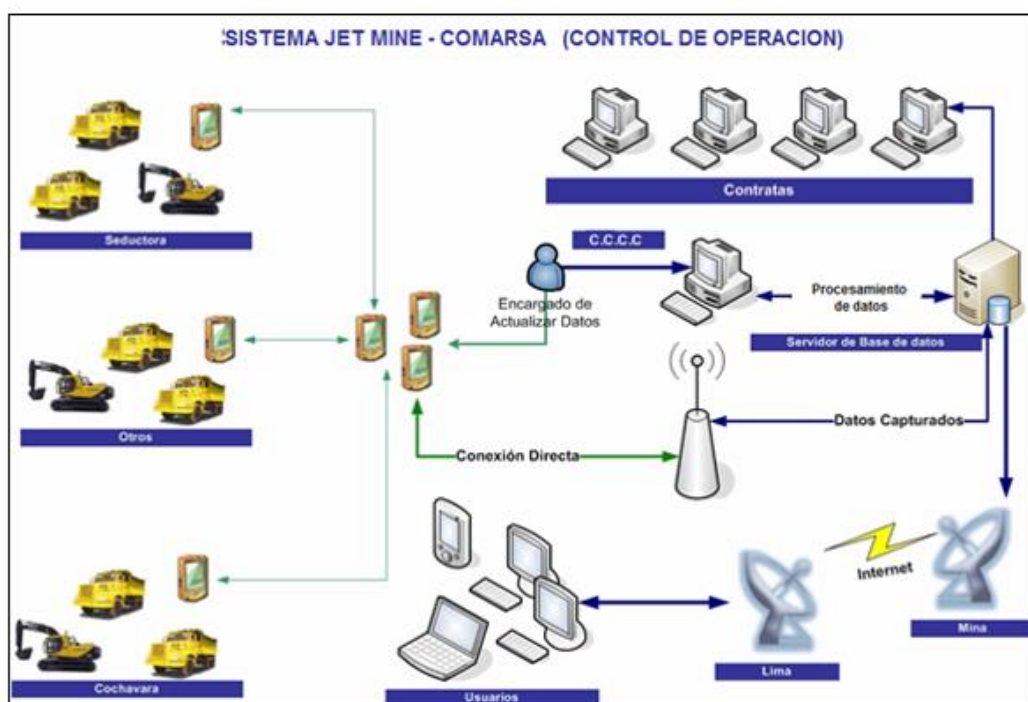 SISTEMA JET MINE - COMARSA (CONTROL DE OPERACION)
Contratas
Seductora
C.C.C.C
Encargado de
Actualizar Datos
Procesamiento
de datos
Servidor de Base de datos
Otros
Datos Capturados
Conexión Directa
Internet
Mina
Lima
Cochavara
Usuarios